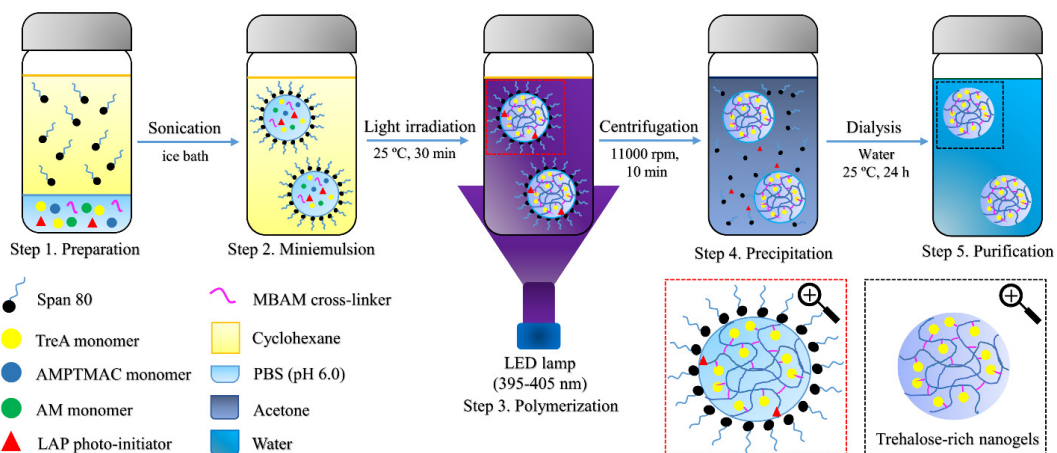 Sonication
ice bath
Light irradiation
25 ºC, 30 min
Centrifugation
11000 rpm,
10 min
Dialysis
Water
25 ºC, 24 h
Step 1. Preparation
Step 2. Miniemulsion
Step 4. Precipitation
Step 5. Purification
Span 80
TreA monomer
AMPTMAC monomer
AM monomer
LAP photo-initiator
MBAM cross-linker
Cyclohexane
PBS (pH 6.0)
Acetone
Water
LED lamp
(395-405 nm)
Step 3. Polymerization
Trehalose-rich nanogels